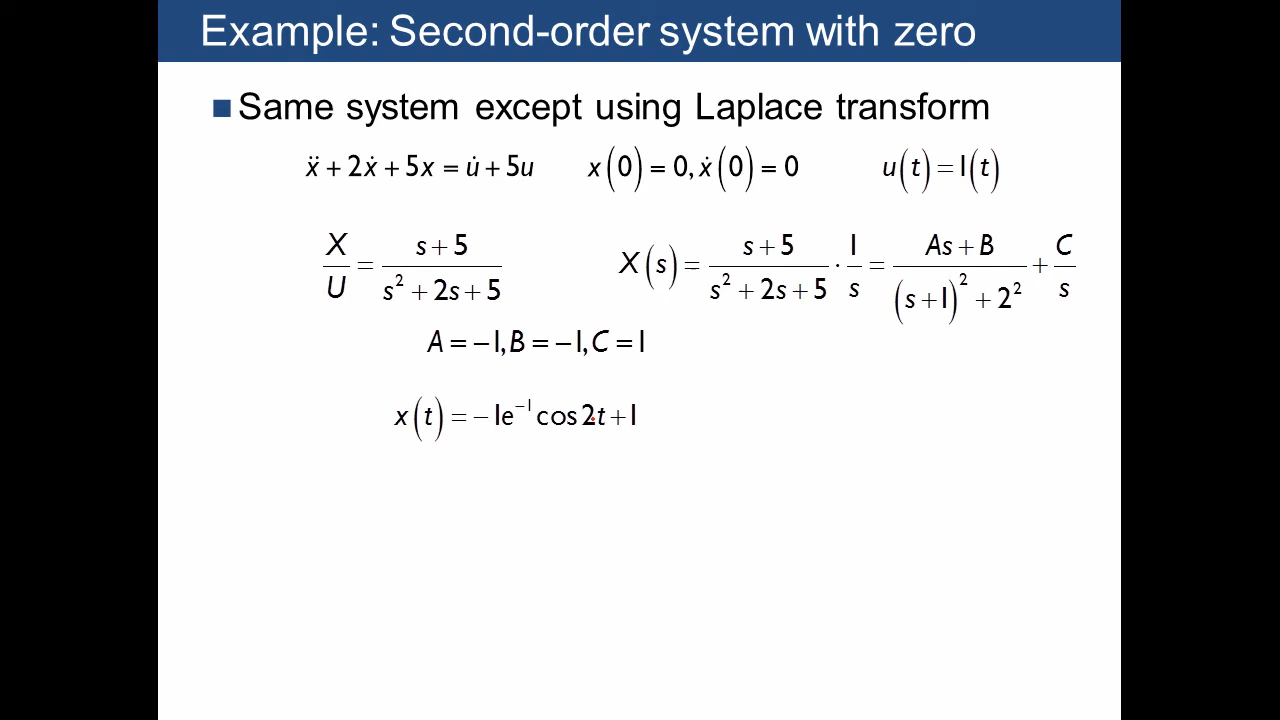 Example: Second-order system with zero
■ Same system except using Laplace transform
ẍ + 2ẋ + 5x = u̇ + 5u   x(0) = 0, ẋ(0) = 0   u(t) = 1(t)
X/U = (s + 5)/(s² + 2s + 5)   X(s) = (s + 5)/(s² + 2s + 5) · 1/s = (As + B)/((s + 1)² + 2²) + C/s
A = −1, B = −1, C = 1
x(t) = −1e⁻¹ cos 2t + 1